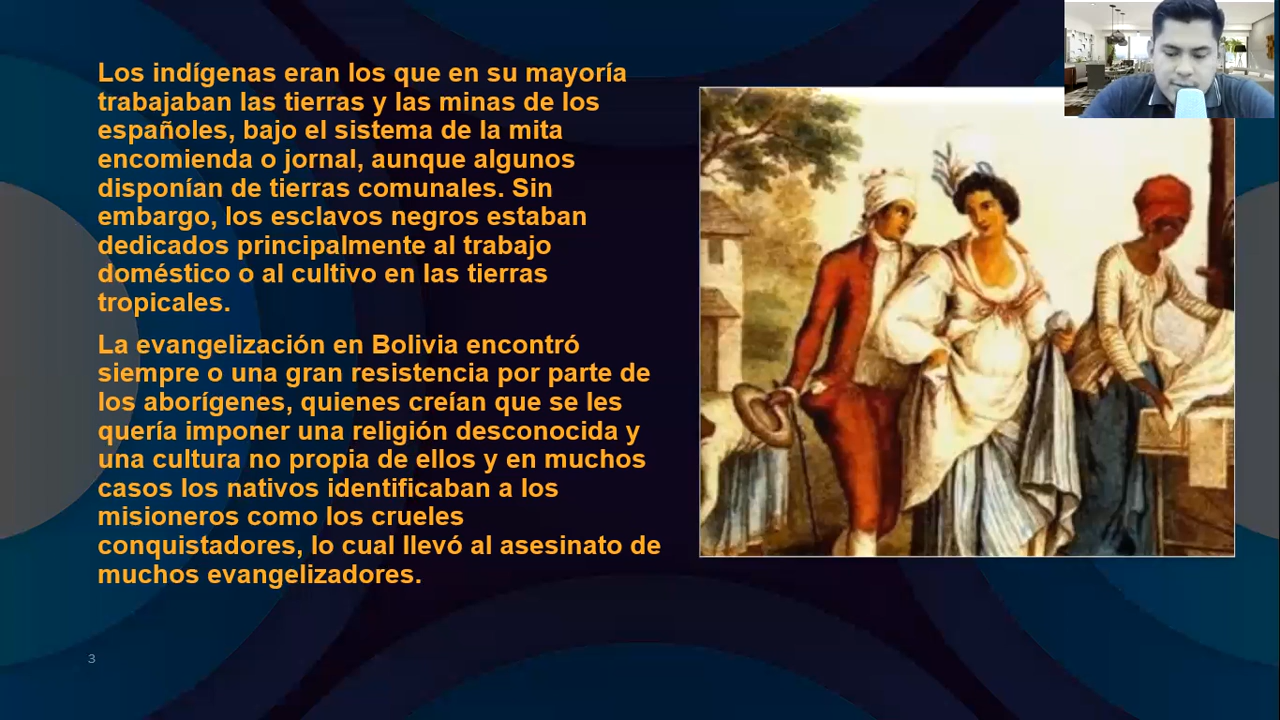 Los indígenas eran los que en su mayoría
trabajaban las tierras y las minas de los
españoles, bajo el sistema de la mita
encomienda o jornal, aunque algunos
disponían de tierras comunales. Sin
embargo, los esclavos negros estaban
dedicados principalmente al trabajo
doméstico o al cultivo en las tierras
tropicales.
La evangelización en Bolivia encontró
siempre o una gran resistencia por parte de
los aborígenes, quienes creían que se les
quería imponer una religión desconocida y
una cultura no propia de ellos y en muchos
casos los nativos identificaban a los
misioneros como los crueles
conquistadores, lo cual llevó al asesinato de
muchos evangelizadores.
3